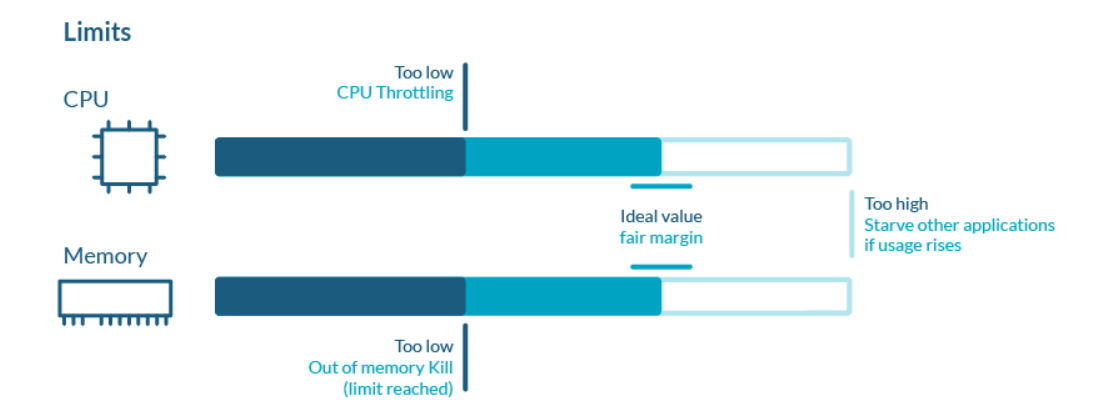 Limits
Too low
CPU Throttling
CPU
Ideal value
fair margin
Too high
Starve other applications
if usage rises
Memory
Too low
Out of memory Kill
(limit reached)